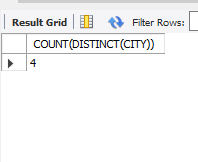 Result Grid Filter Rows:
COUNT(DISTINCT(CITY))
4